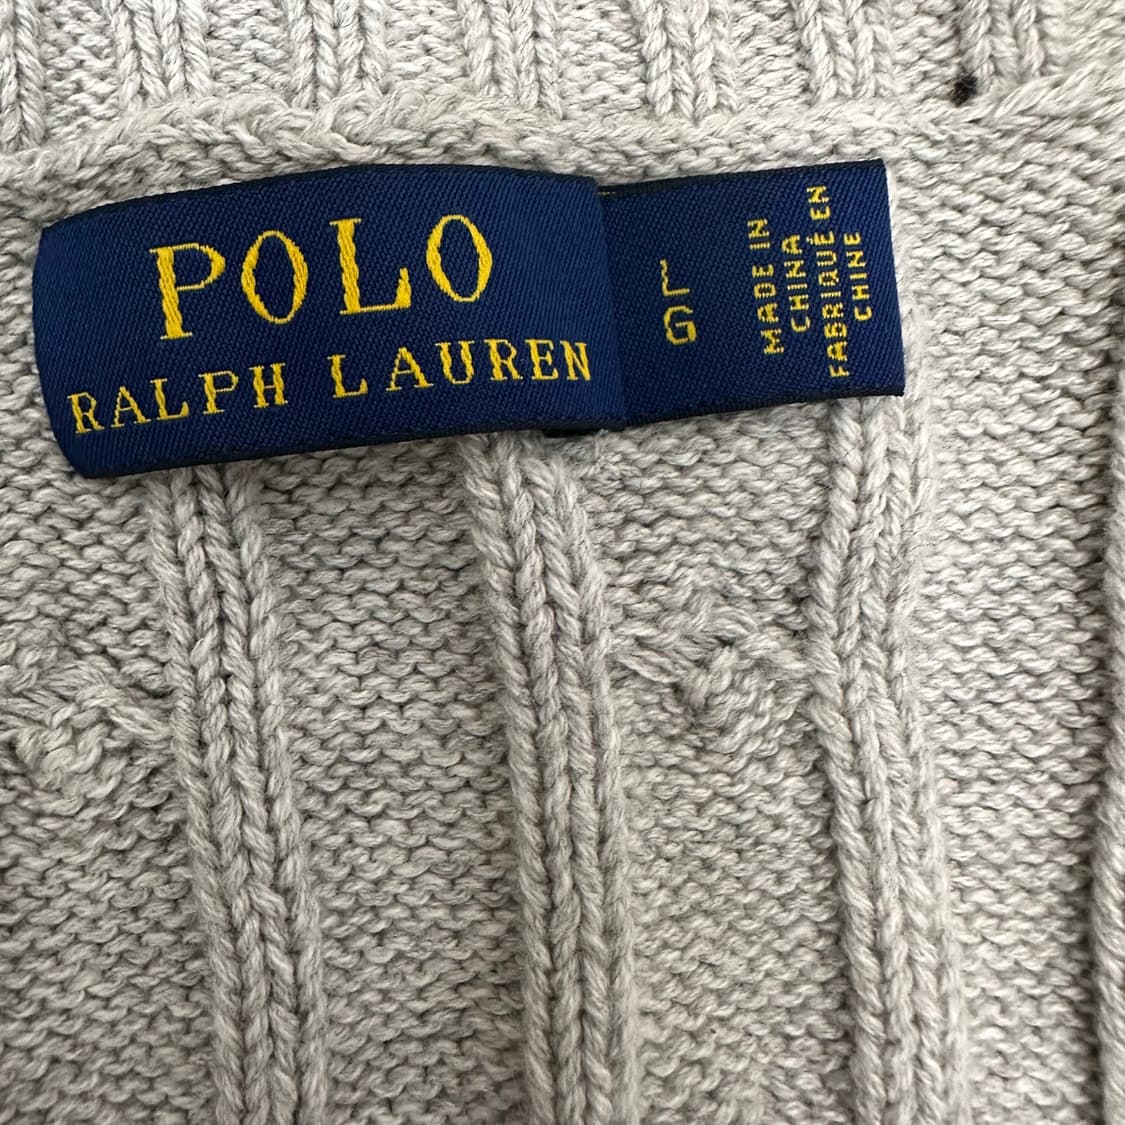 POLO
RALPH LAUREN
L
G
MADE IN
CHINA
FABRIQUÉ EN
CHINE